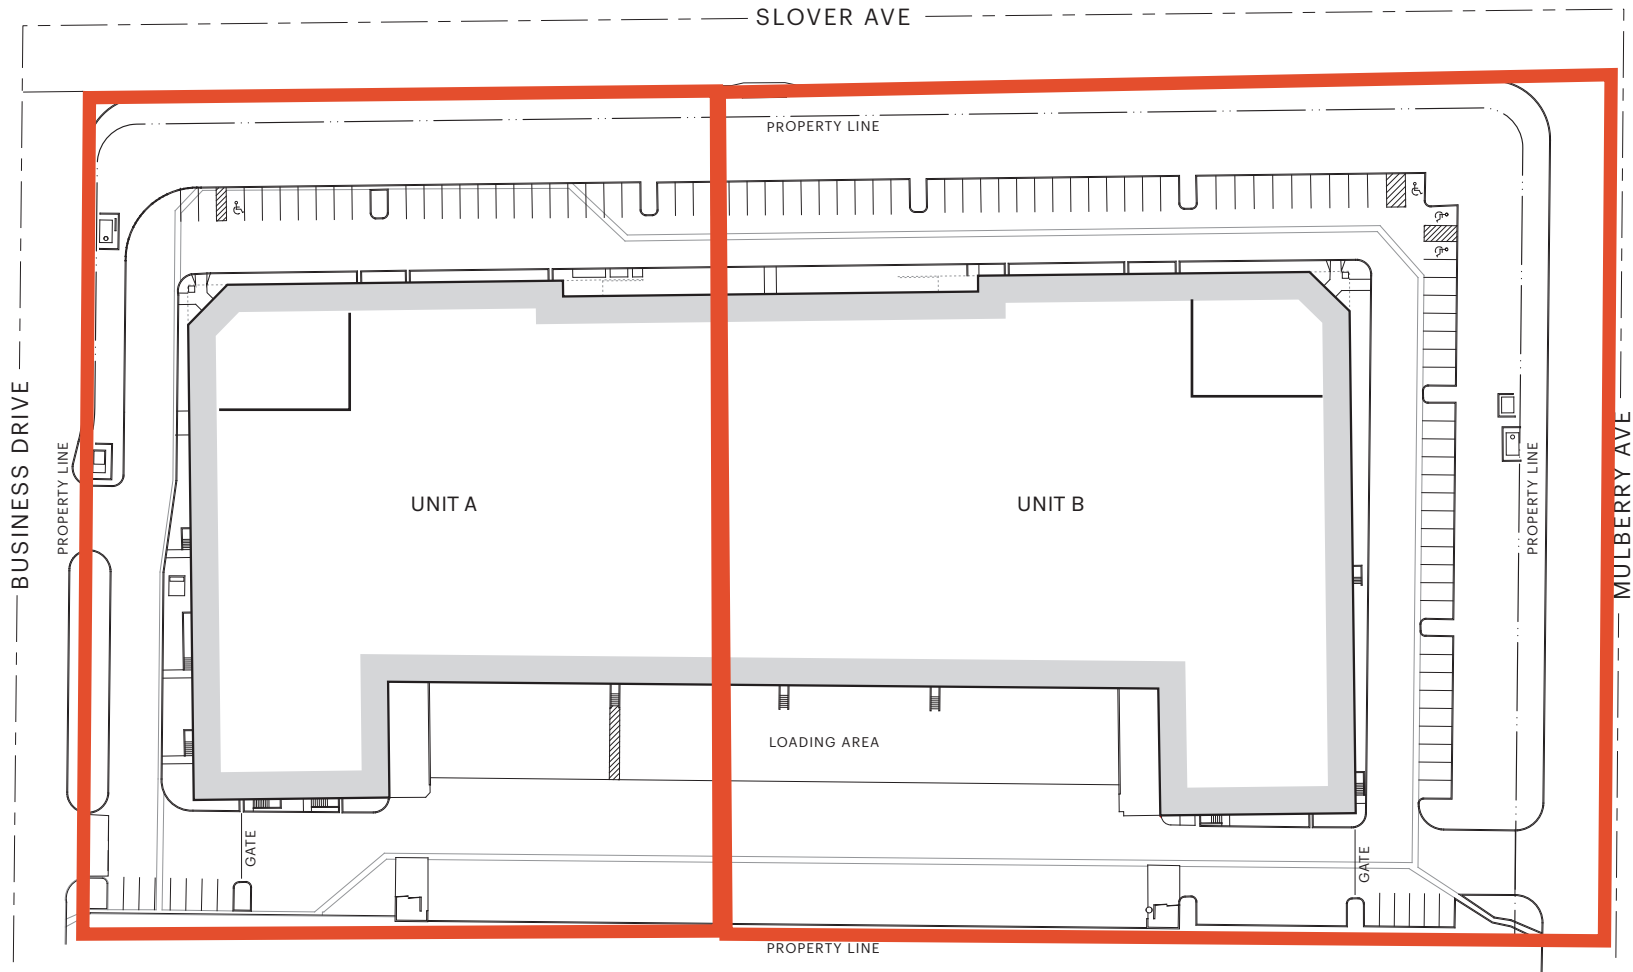 SLOVER AVE
PROPERTY LINE
BUSINESS DRIVE
PROPERTY LINE
UNIT A
UNIT B
PROPERTY LINE
MULBERRY AVE
LOADING AREA
GATE
GATE
PROPERTY LINE